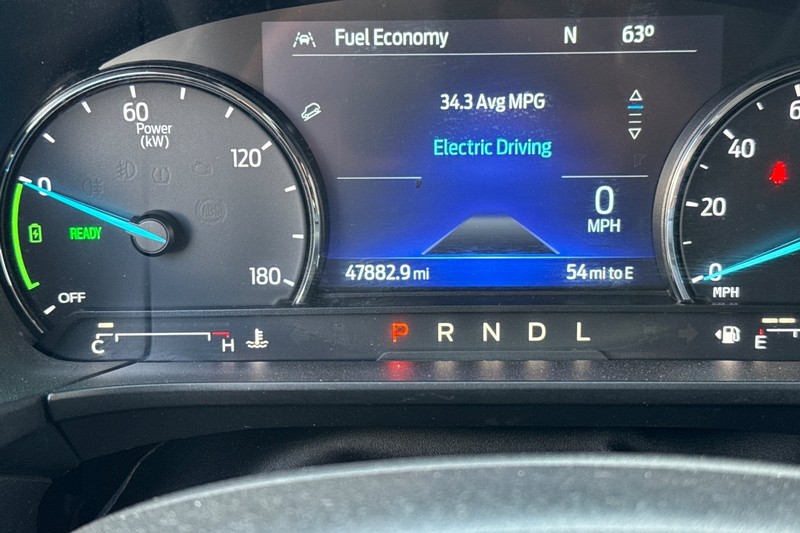 Fuel Economy N 63°
60
Power
(kW)
34.3 Avg MPG
120
40
Electric Driving
0
20
READY
0
MPH
180
47882.9 mi
54 mi to E
0
MPH
OFF
C H
P R N D L
E